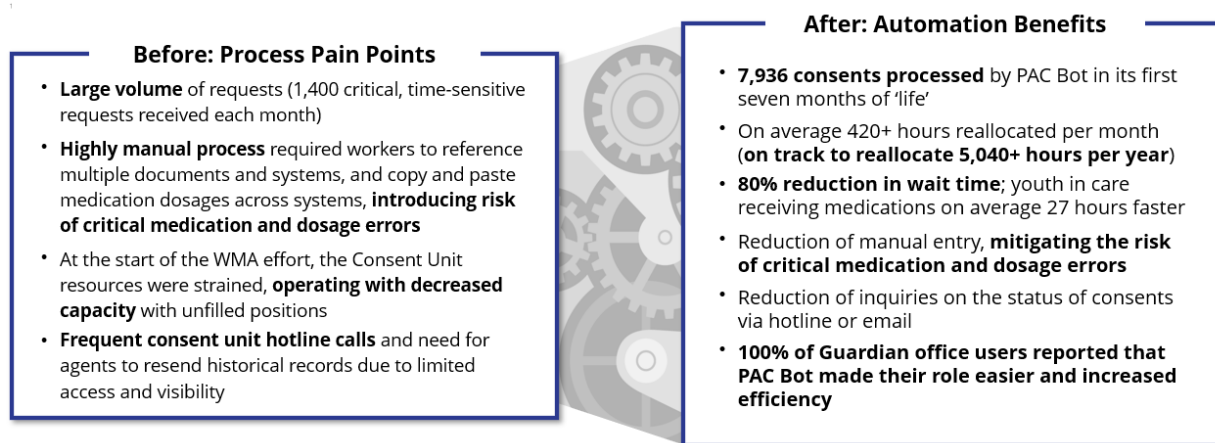 Before: Process Pain Points
• Large volume of requests (1,400 critical, time-sensitive
requests received each month)
• Highly manual process required workers to reference
multiple documents and systems, and copy and paste
medication dosages across systems, introducing risk
of critical medication and dosage errors
• At the start of the WMA effort, the Consent Unit
resources were strained, operating with decreased
capacity with unfilled positions
• Frequent consent unit hotline calls and need for
agents to resend historical records due to limited
access and visibility
After: Automation Benefits
• 7,936 consents processed by PAC Bot in its first
seven months of ‘life’
• On average 420+ hours reallocated per month
(on track to reallocate 5,040+ hours per year)
• 80% reduction in wait time; youth in care
receiving medications on average 27 hours faster
• Reduction of manual entry, mitigating the risk
of critical medication and dosage errors
• Reduction of inquiries on the status of consents
via hotline or email
• 100% of Guardian office users reported that
PAC Bot made their role easier and increased
efficiency